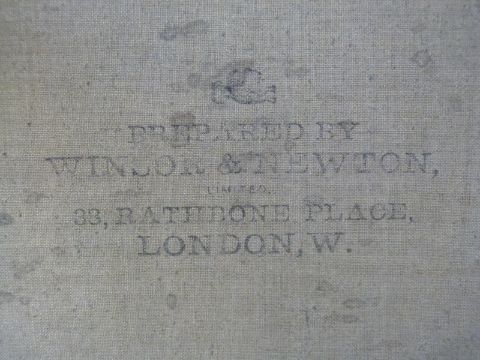 PREPARED BY
WINSOR & NEWTON,
LIMITED,
38, RATHBONE PLACE,
LONDON, W.